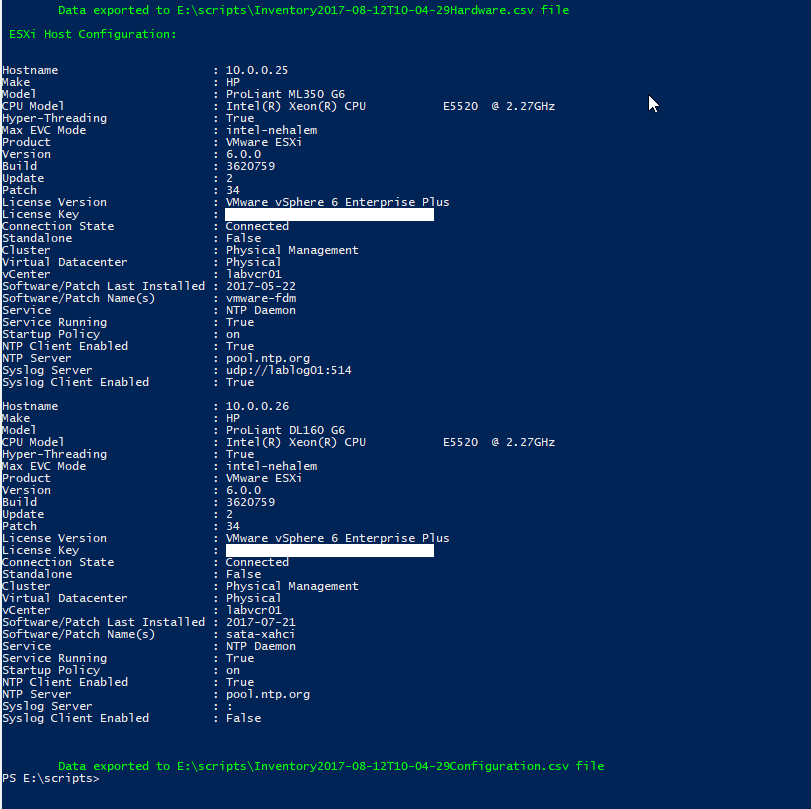 Data exported to E:\scripts\Inventory2017-08-12T10-04-29Hardware.csv file
ESXi Host Configuration:
Hostname : 10.0.0.25
Make : HP
Model : ProLiant ML350 G6
CPU Model : Intel(R) Xeon(R) CPU E5520 @ 2.27GHz
Hyper-Threading : True
Max EVC Mode : intel-nehalem
Product : VMware ESXi
Version : 6.0.0
Build : 3620759
Update : 2
Patch : 34
License Version : VMware vSphere 6 Enterprise Plus
License Key :
Connection State : Connected
Standalone : False
Cluster : Physical Management
Virtual Datacenter : Physical
vCenter : labvcr01
Software/Patch Last Installed : 2017-05-22
Software/Patch Name(s) : vmware-fdm
Service : NTP Daemon
Service Running : True
Startup Policy : on
NTP Client Enabled : True
NTP Server : pool.ntp.org
Syslog Server : udp://lablog01:514
Syslog Client Enabled : True
Hostname : 10.0.0.26
Make : HP
Model : ProLiant DL160 G6
CPU Model : Intel(R) Xeon(R) CPU E5520 @ 2.27GHz
Hyper-Threading : True
Max EVC Mode : intel-nehalem
Product : VMware ESXi
Version : 6.0.0
Build : 3620759
Update : 2
Patch : 34
License Version : VMware vSphere 6 Enterprise Plus
License Key :
Connection State : Connected
Standalone : False
Cluster : Physical Management
Virtual Datacenter : Physical
vCenter : labvcr01
Software/Patch Last Installed : 2017-07-21
Software/Patch Name(s) : sata-xahci
Service : NTP Daemon
Service Running : True
Startup Policy : on
NTP Client Enabled : True
NTP Server : pool.ntp.org
Syslog Server : :
Syslog Client Enabled : False
Data exported to E:\scripts\Inventory2017-08-12T10-04-29Configuration.csv file
PS E:\scripts>